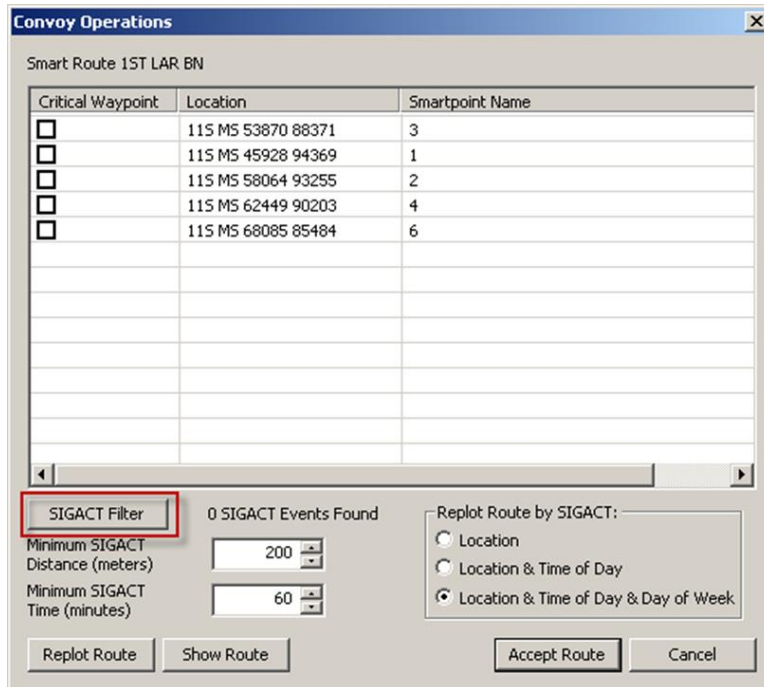 Convoy Operations
Smart Route 1ST LAR BN
Critical Waypoint Location Smartpoint Name
11S MS 53870 88371 3
11S MS 45928 94369 1
11S MS 58064 93255 2
11S MS 62449 90203 4
11S MS 68085 85484 6
SIGACT Filter 0 SIGACT Events Found
Minimum SIGACT
Distance (meters) 200
Minimum SIGACT
Time (minutes) 60
Replot Route by SIGACT:
Location
Location & Time of Day
Location & Time of Day & Day of Week
Replot Route Show Route Accept Route Cancel